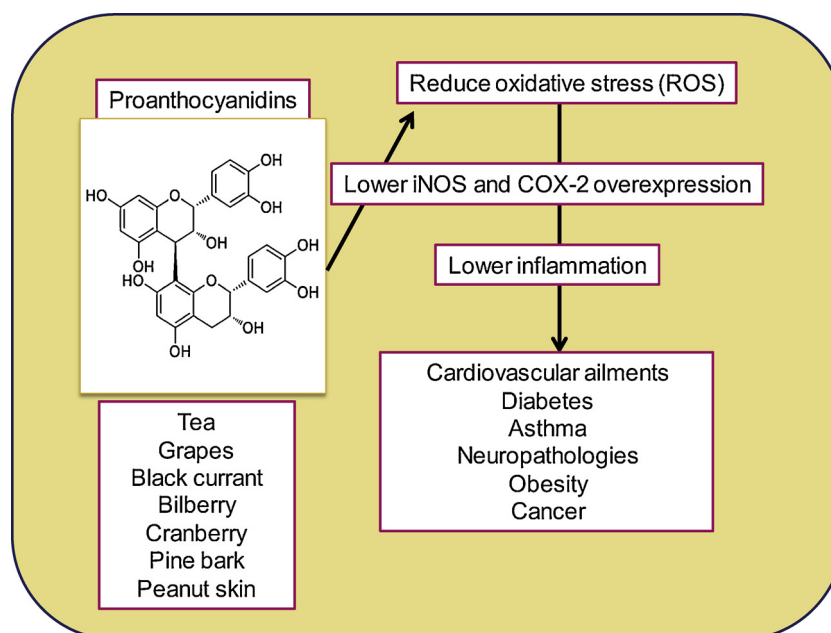 Proanthocyanidins
OH
OH
HO
O
OH
OH
OH
HO
O
OH
OH
OH
OH
Tea
Grapes
Black currant
Bilberry
Cranberry
Pine bark
Peanut skin
Reduce oxidative stress (ROS)
Lower iNOS and COX-2 overexpression
Lower inflammation
Cardiovascular ailments
Diabetes
Asthma
Neuropathologies
Obesity
Cancer